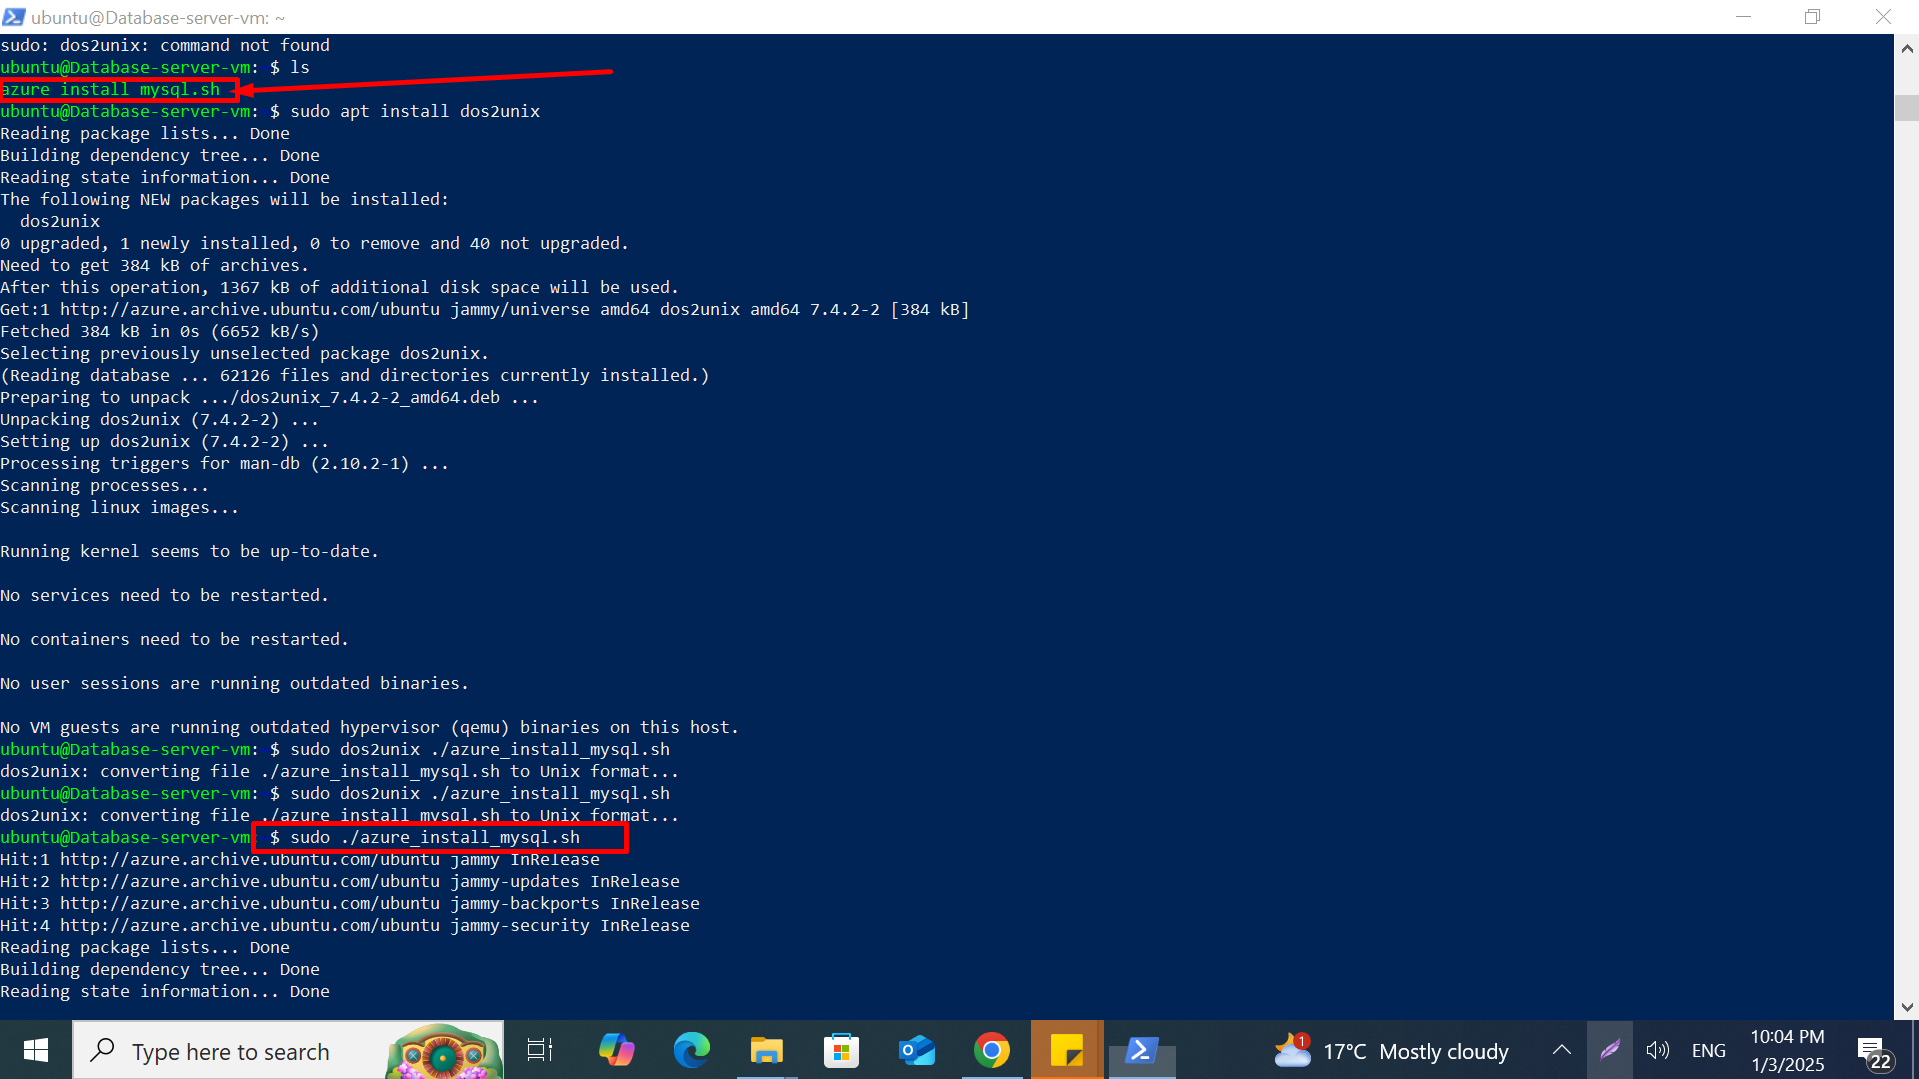 ubuntu@Database-server-vm: ~
sudo: dos2unix: command not found
ubuntu@Database-server-vm:~$ ls
azure_install_mysql.sh
ubuntu@Database-server-vm:~$ sudo apt install dos2unix
Reading package lists... Done
Building dependency tree... Done
Reading state information... Done
The following NEW packages will be installed:
  dos2unix
0 upgraded, 1 newly installed, 0 to remove and 40 not upgraded.
Need to get 384 kB of archives.
After this operation, 1367 kB of additional disk space will be used.
Get:1 http://azure.archive.ubuntu.com/ubuntu jammy/universe amd64 dos2unix amd64 7.4.2-2 [384 kB]
Fetched 384 kB in 0s (6652 kB/s)
Selecting previously unselected package dos2unix.
(Reading database ... 62126 files and directories currently installed.)
Preparing to unpack .../dos2unix_7.4.2-2_amd64.deb ...
Unpacking dos2unix (7.4.2-2) ...
Setting up dos2unix (7.4.2-2) ...
Processing triggers for man-db (2.10.2-1) ...
Scanning processes...
Scanning linux images...
Running kernel seems to be up-to-date.
No services need to be restarted.
No containers need to be restarted.
No user sessions are running outdated binaries.
No VM guests are running outdated hypervisor (qemu) binaries on this host.
ubuntu@Database-server-vm:~$ sudo dos2unix ./azure_install_mysql.sh
dos2unix: converting file ./azure_install_mysql.sh to Unix format...
ubuntu@Database-server-vm:~$ sudo dos2unix ./azure_install_mysql.sh
dos2unix: converting file ./azure_install_mysql.sh to Unix format...
ubuntu@Database-server-vm:~$ sudo ./azure_install_mysql.sh
Hit:1 http://azure.archive.ubuntu.com/ubuntu jammy InRelease
Hit:2 http://azure.archive.ubuntu.com/ubuntu jammy-updates InRelease
Hit:3 http://azure.archive.ubuntu.com/ubuntu jammy-backports InRelease
Hit:4 http://azure.archive.ubuntu.com/ubuntu jammy-security InRelease
Reading package lists... Done
Building dependency tree... Done
Reading state information... Done
Type here to search
1
17°C Mostly cloudy
ENG
10:04 PM
1/3/2025
22